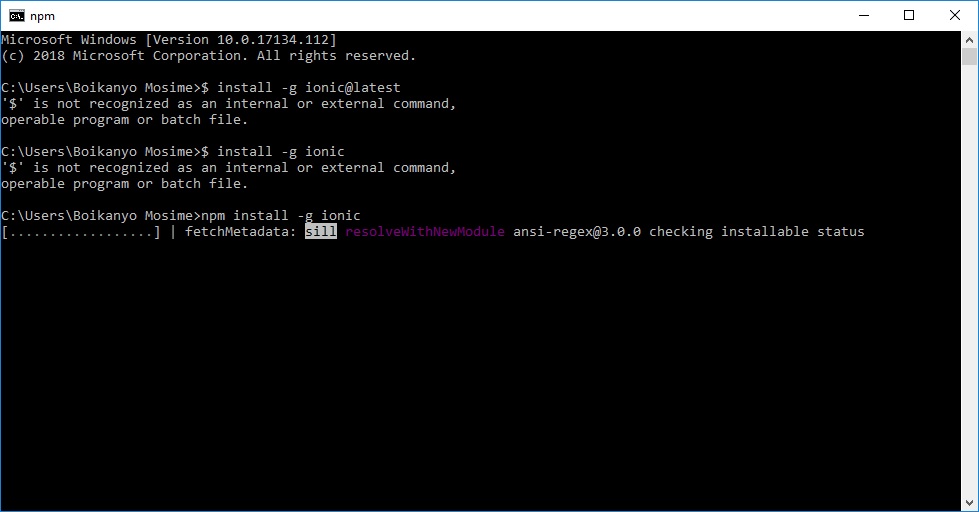 npm
Microsoft Windows [Version 10.0.17134.112]
(c) 2018 Microsoft Corporation. All rights reserved.
C:\Users\Boikanyo Mosime>$ install -g ionic@latest
'$' is not recognized as an internal or external command,
operable program or batch file.
C:\Users\Boikanyo Mosime>$ install -g ionic
'$' is not recognized as an internal or external command,
operable program or batch file.
C:\Users\Boikanyo Mosime>npm install -g ionic
[..................] | fetchMetadata: sill resolveWithNewModule ansi-regex@3.0.0 checking installable status